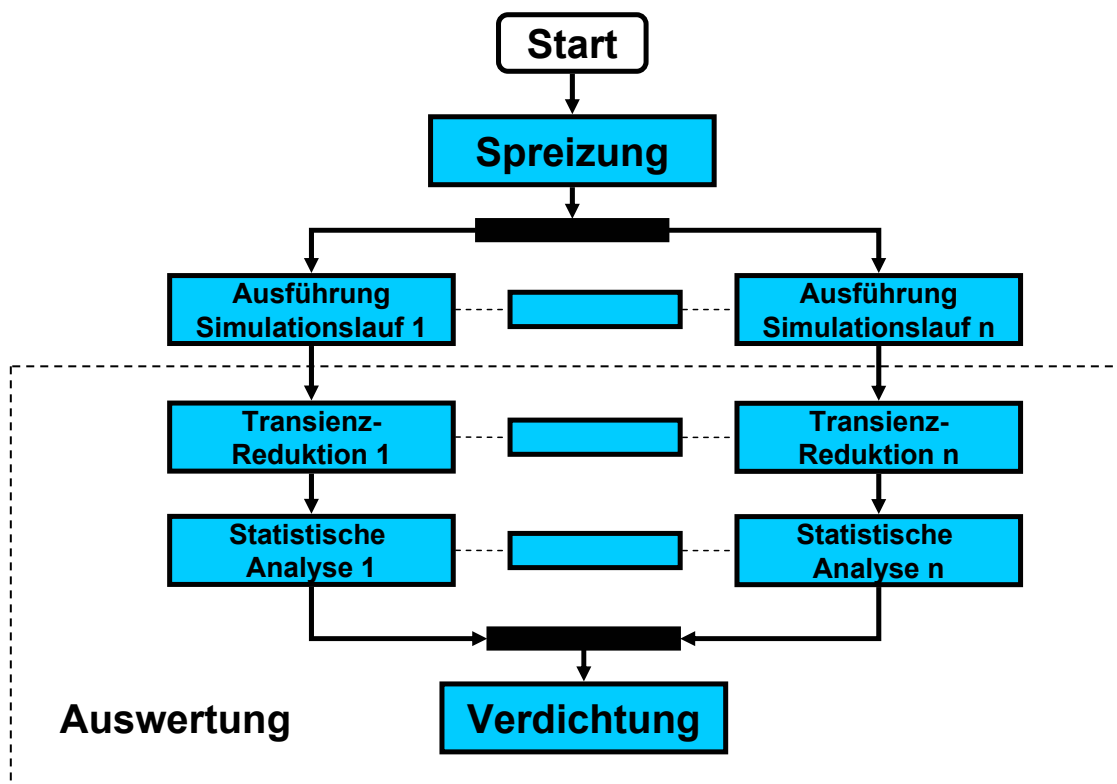 Start
Spreizung
Ausführung
Simulationslauf 1
Ausführung
Simulationslauf n
Transienz-
Reduktion 1
Transienz-
Reduktion n
Statistische
Analyse 1
Statistische
Analyse n
Auswertung
Verdichtung